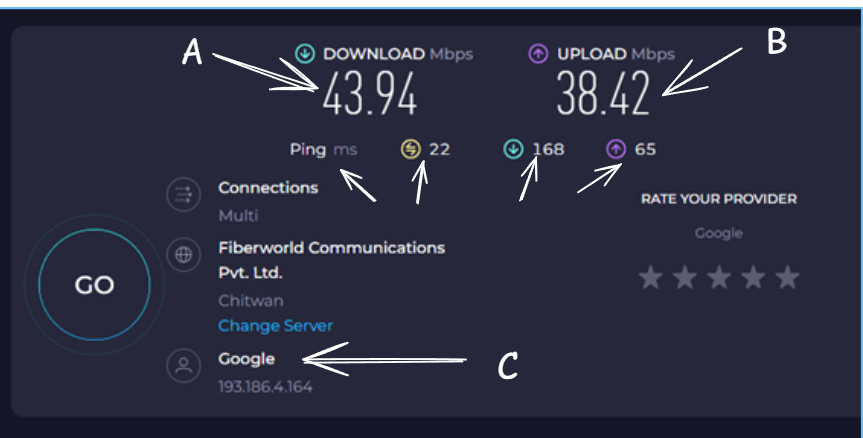 A
DOWNLOAD Mbps
UPLOAD Mbps
B
43.94
38.42
Ping ms
22
168
65
Connections
Multi
RATE YOUR PROVIDER
Google
Fiberworld Communications
Pvt. Ltd.
Chitwan
Change Server
GO
Google
193.186.4.164
C